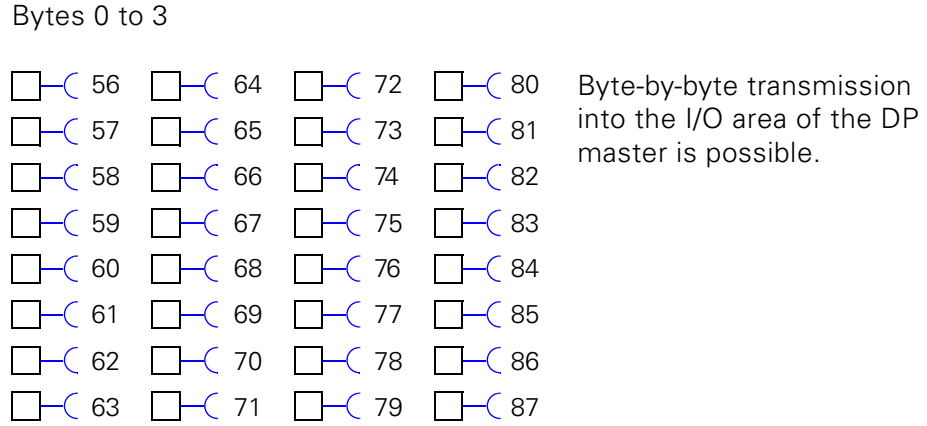 Bytes 0 to 3
56 64 72 80 Byte-by-byte transmission
57 65 73 81 into the I/O area of the DP
58 66 74 82 master is possible.
59 67 75 83
60 68 76 84
61 69 77 85
62 70 78 86
63 71 79 87